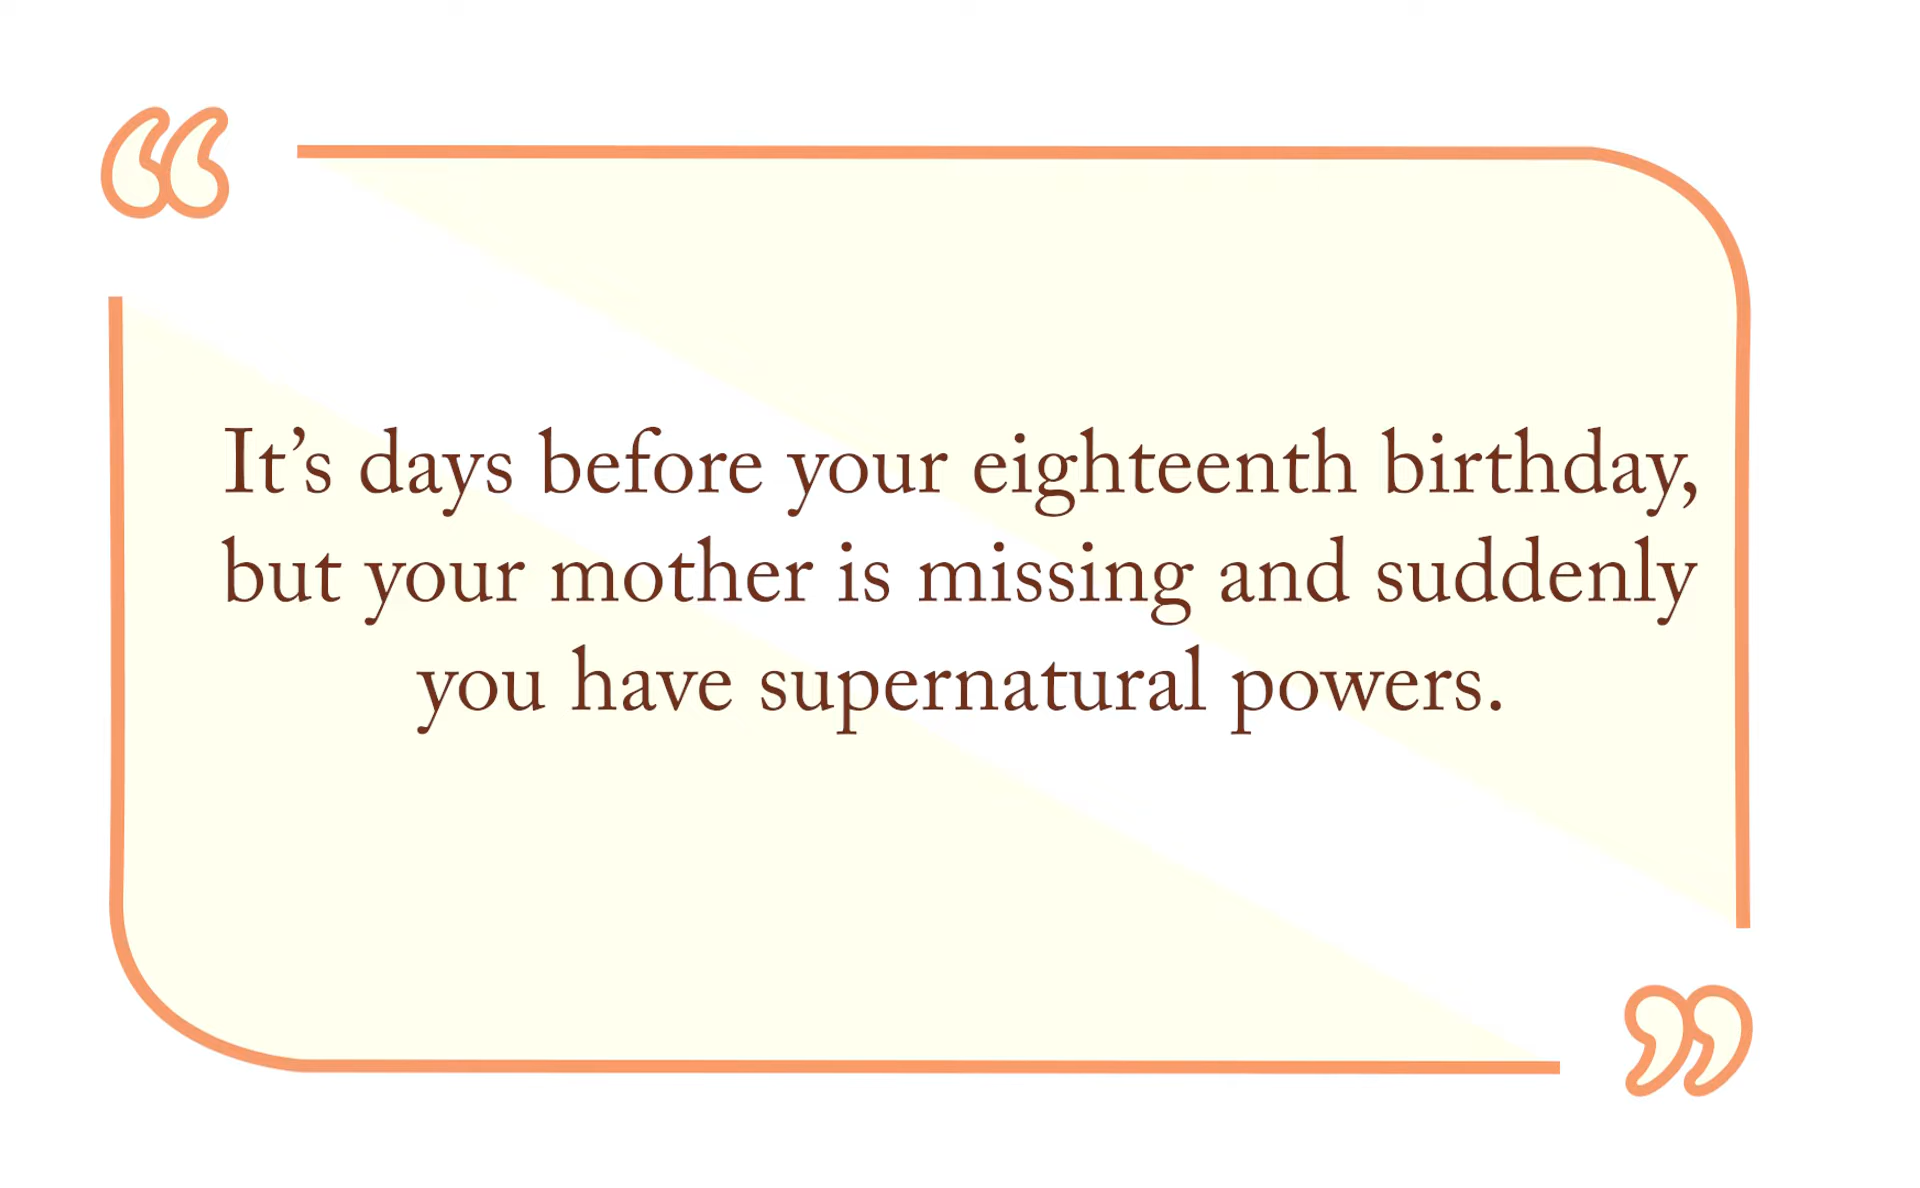 “
It’s days before your eighteenth birthday,
but your mother is missing and suddenly
you have supernatural powers.
”